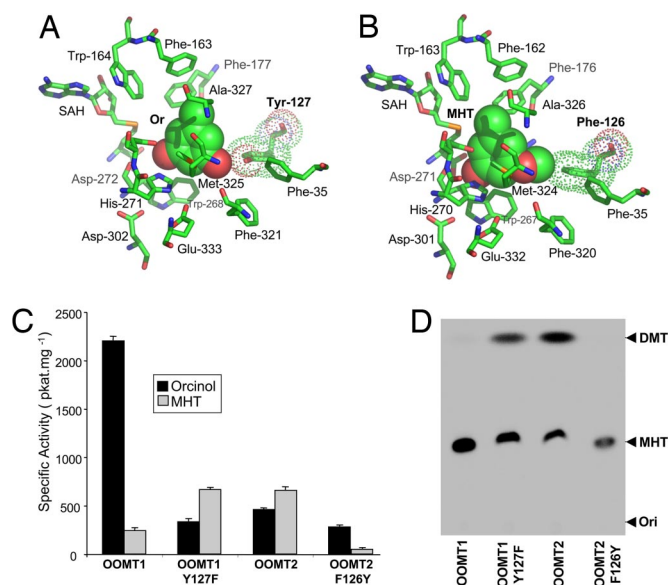 A
Phe-163
Trp-164
Phe-177
Ala-327
SAH
Or
Tyr-127
Asp-272
Met-325
Phe-35
His-271
Trp-268
Asp-302
Phe-321
Glu-333
B
Trp-163
Phe-162
Phe-176
SAH
MHT
Ala-326
Phe-126
Asp-271
Met-324
His-270
Phe-35
Trp-267
Asp-301
Glu-332
Phe-320
C
Specific Activity ( pkat.mg -1)
2500
2000
1500
1000
500
0
Orcinol
MHT
OOMT1
OOMT1
Y127F
OOMT2
OOMT2
F126Y
D
DMT
MHT
Ori
OOMT1
OOMT1
Y127F
OOMT2
OOMT2
F126Y